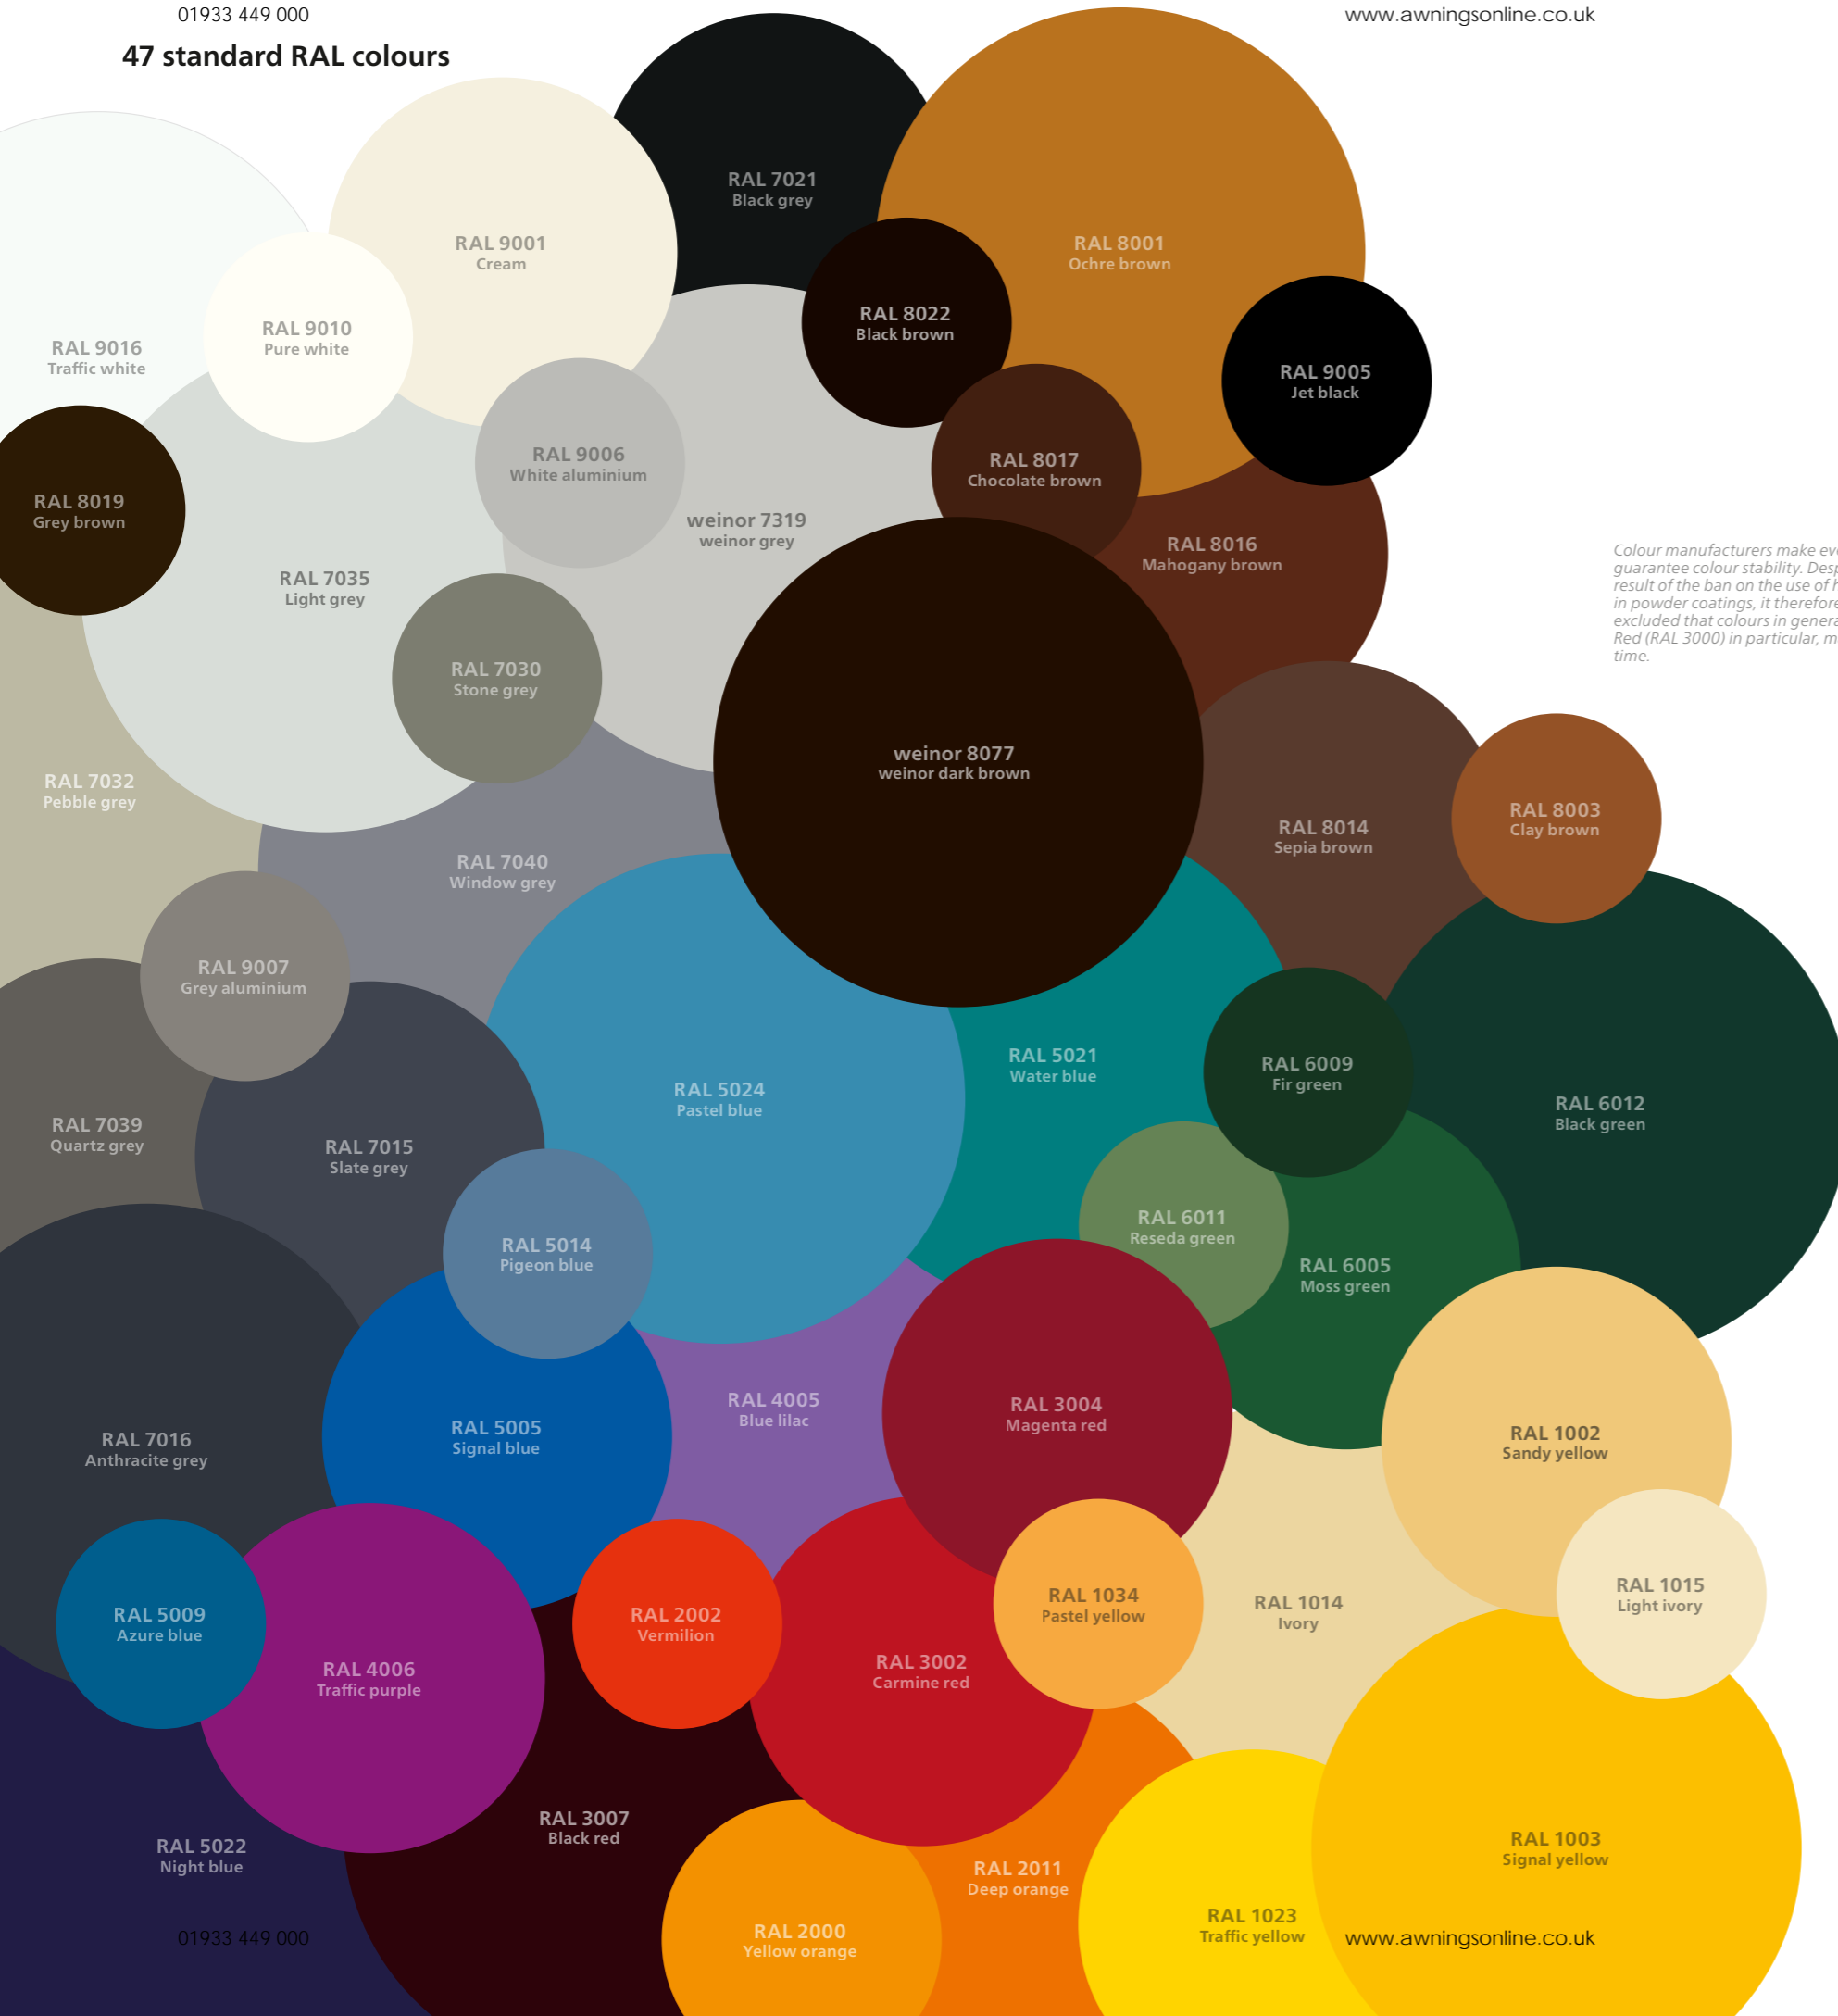 01933 449 000
www.awningsonline.co.uk
47 standard RAL colours
RAL 7021
Black grey
RAL 9001
Cream
RAL 8001
Ochre brown
RAL 9010
Pure white
RAL 8022
Black brown
RAL 9016
Traffic white
RAL 9005
Jet black
RAL 9006
White aluminium
RAL 8017
Chocolate brown
RAL 8019
Grey brown
weinor 7319
weinor grey
RAL 8016
Mahogany brown
Colour manufacturers make
guarantee colour stability.
result of the ban on the use of
in powder coatings, it therefore
excluded that colours in
Red (RAL 3000) in particular,
time.
RAL 7035
Light grey
RAL 7030
Stone grey
weinor 8077
weinor dark brown
RAL 7032
Pebble grey
RAL 8003
Clay brown
RAL 8014
Sepia brown
RAL 7040
Window grey
RAL 9007
Grey aluminium
RAL 5021
Water blue
RAL 6009
Fir green
RAL 5024
Pastel blue
RAL 6012
Black green
RAL 7039
Quartz grey
RAL 7015
Slate grey
RAL 6011
Reseda green
RAL 5014
Pigeon blue
RAL 6005
Moss green
RAL 4005
Blue lilac
RAL 3004
Magenta red
RAL 5005
Signal blue
RAL 1002
Sandy yellow
RAL 7016
Anthracite grey
RAL 1015
Light ivory
RAL 1034
Pastel yellow
RAL 1014
Ivory
RAL 5009
Azure blue
RAL 2002
Vermilion
RAL 4006
Traffic purple
RAL 3002
Carmine red
RAL 3007
Black red
RAL 1003
Signal yellow
RAL 5022
Night blue
RAL 2011
Deep orange
RAL 1023
Traffic yellow
RAL 2000
Yellow orange
01933 449 000
www.awningsonline.co.uk